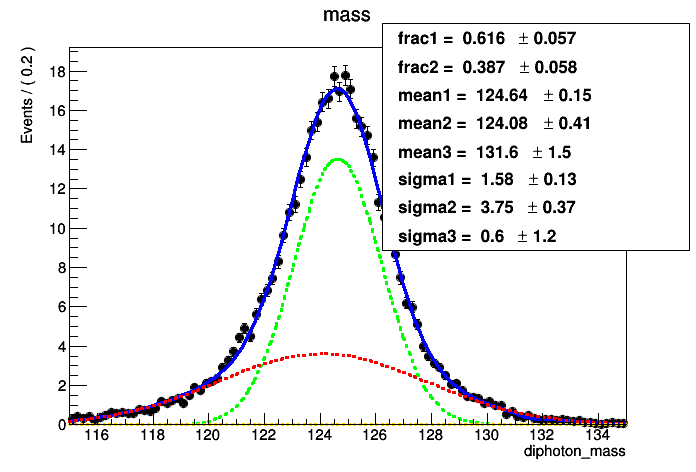 mass
Events / ( 0.2 )
18
16
14
12
10
8
6
4
2
0
116
118
120
122
124
126
128
130
132
134
diphoton_mass
frac1 = 0.616 ± 0.057
frac2 = 0.387 ± 0.058
mean1 = 124.64 ± 0.15
mean2 = 124.08 ± 0.41
mean3 = 131.6 ± 1.5
sigma1 = 1.58 ± 0.13
sigma2 = 3.75 ± 0.37
sigma3 = 0.6 ± 1.2